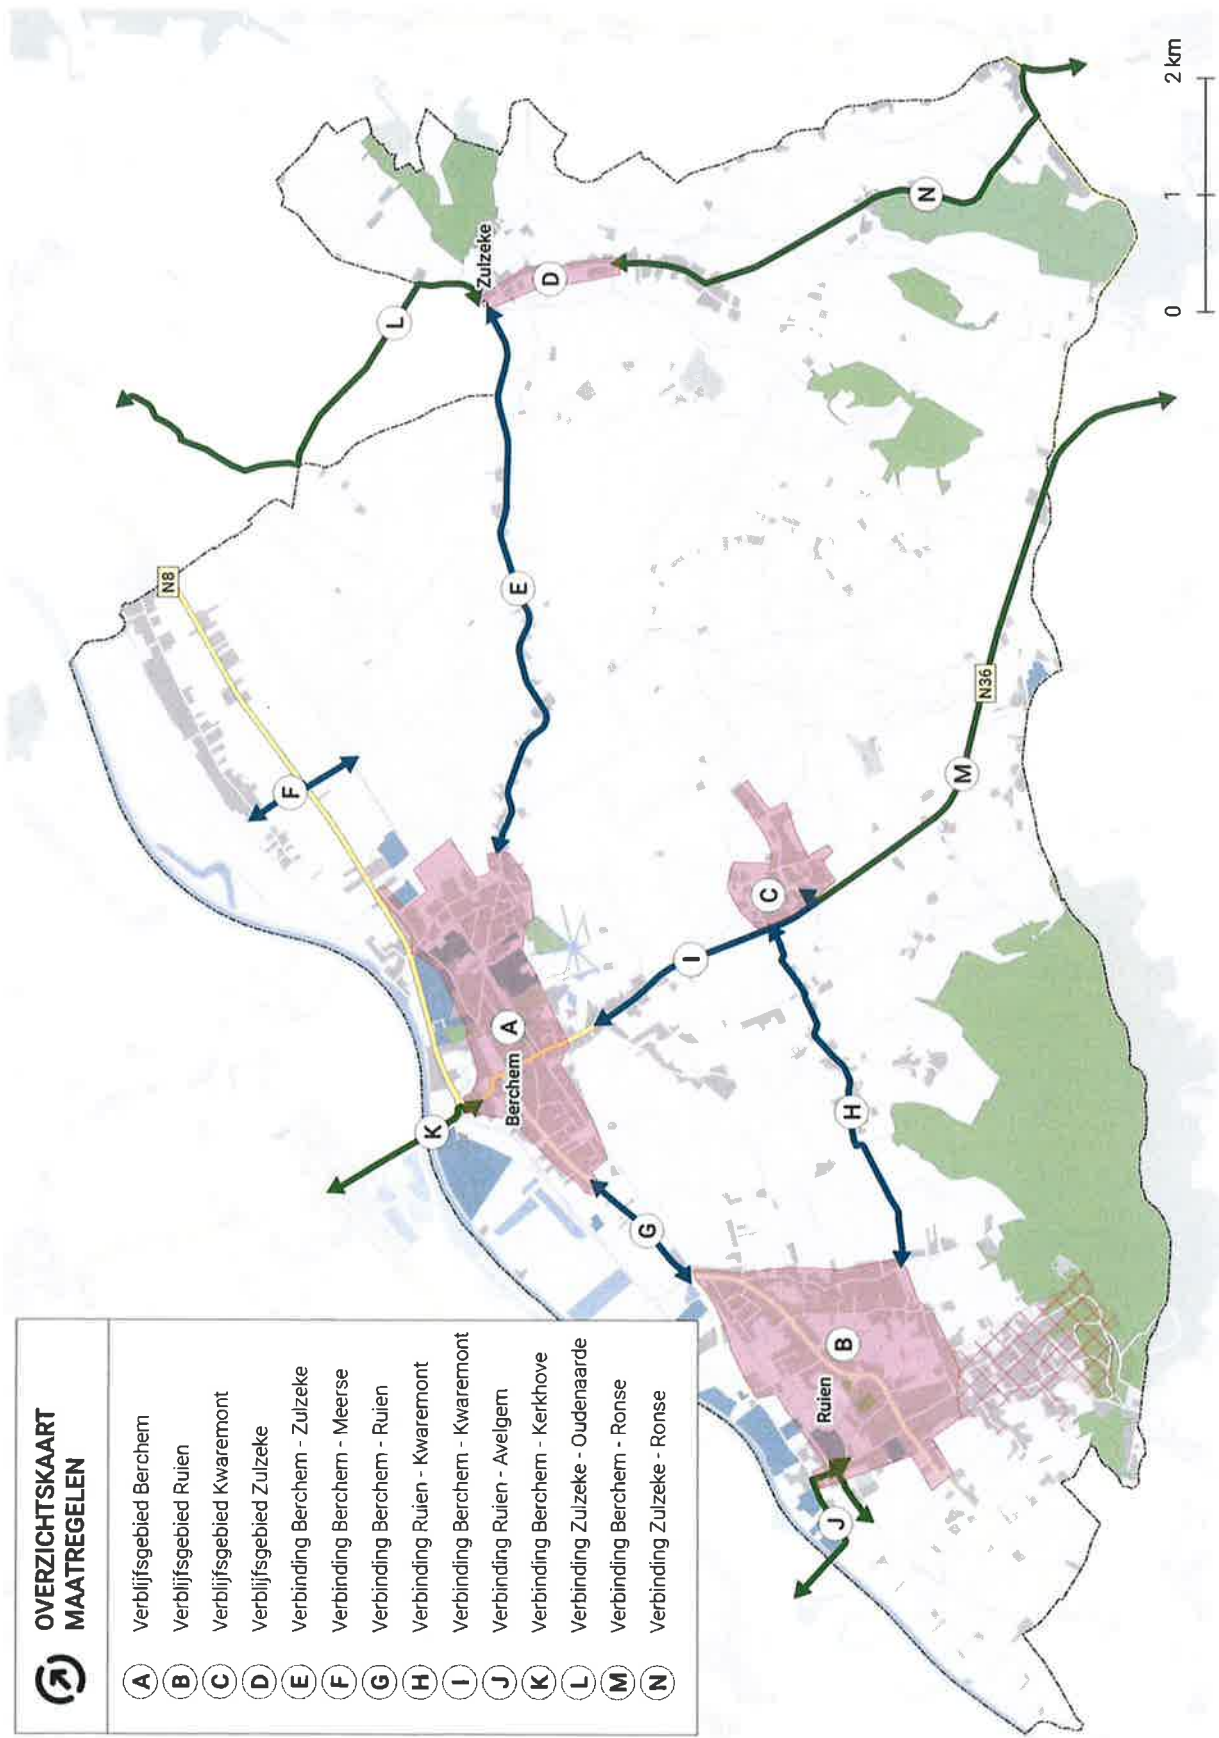 OVERZICHTSKAART
MAATREGELEN
A Verblijfsgebied Berchem
B Verblijfsgebied Ruien
C Verblijfsgebied Kwaremont
D Verblijfsgebied Zulzeke
E Verbinding Berchem - Zulzeke
F Verbinding Berchem - Meerse
G Verbinding Berchem - Ruien
H Verbinding Ruien - Kwaremont
I Verbinding Berchem - Kwaremont
J Verbinding Ruien - Avelgem
K Verbinding Berchem - Kerkhove
L Verbinding Zulzeke - Oudenaarde
M Verbinding Berchem - Ronse
N Verbinding Zulzeke - Ronse
K
F
N8
L
Zulzeke
D
E
A
Berchem
G
I
C
H
B
Ruien
J
M
N36
N
0 1 2 km